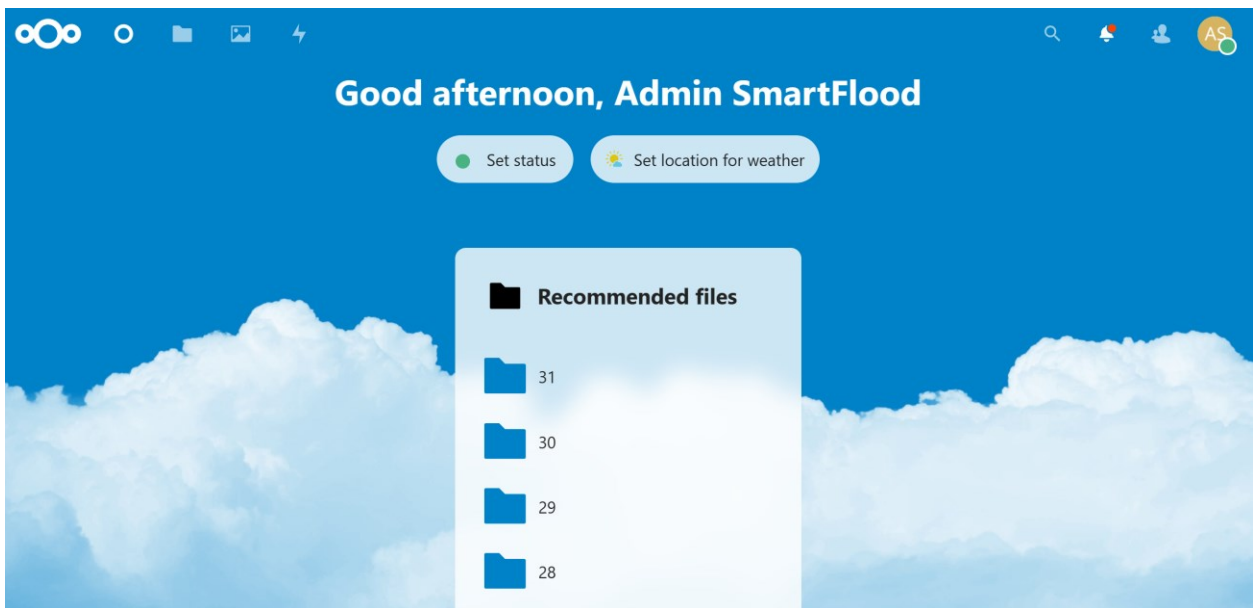 AS
Good afternoon, Admin SmartFlood
Set status
Set location for weather
Recommended files
31
30
29
28